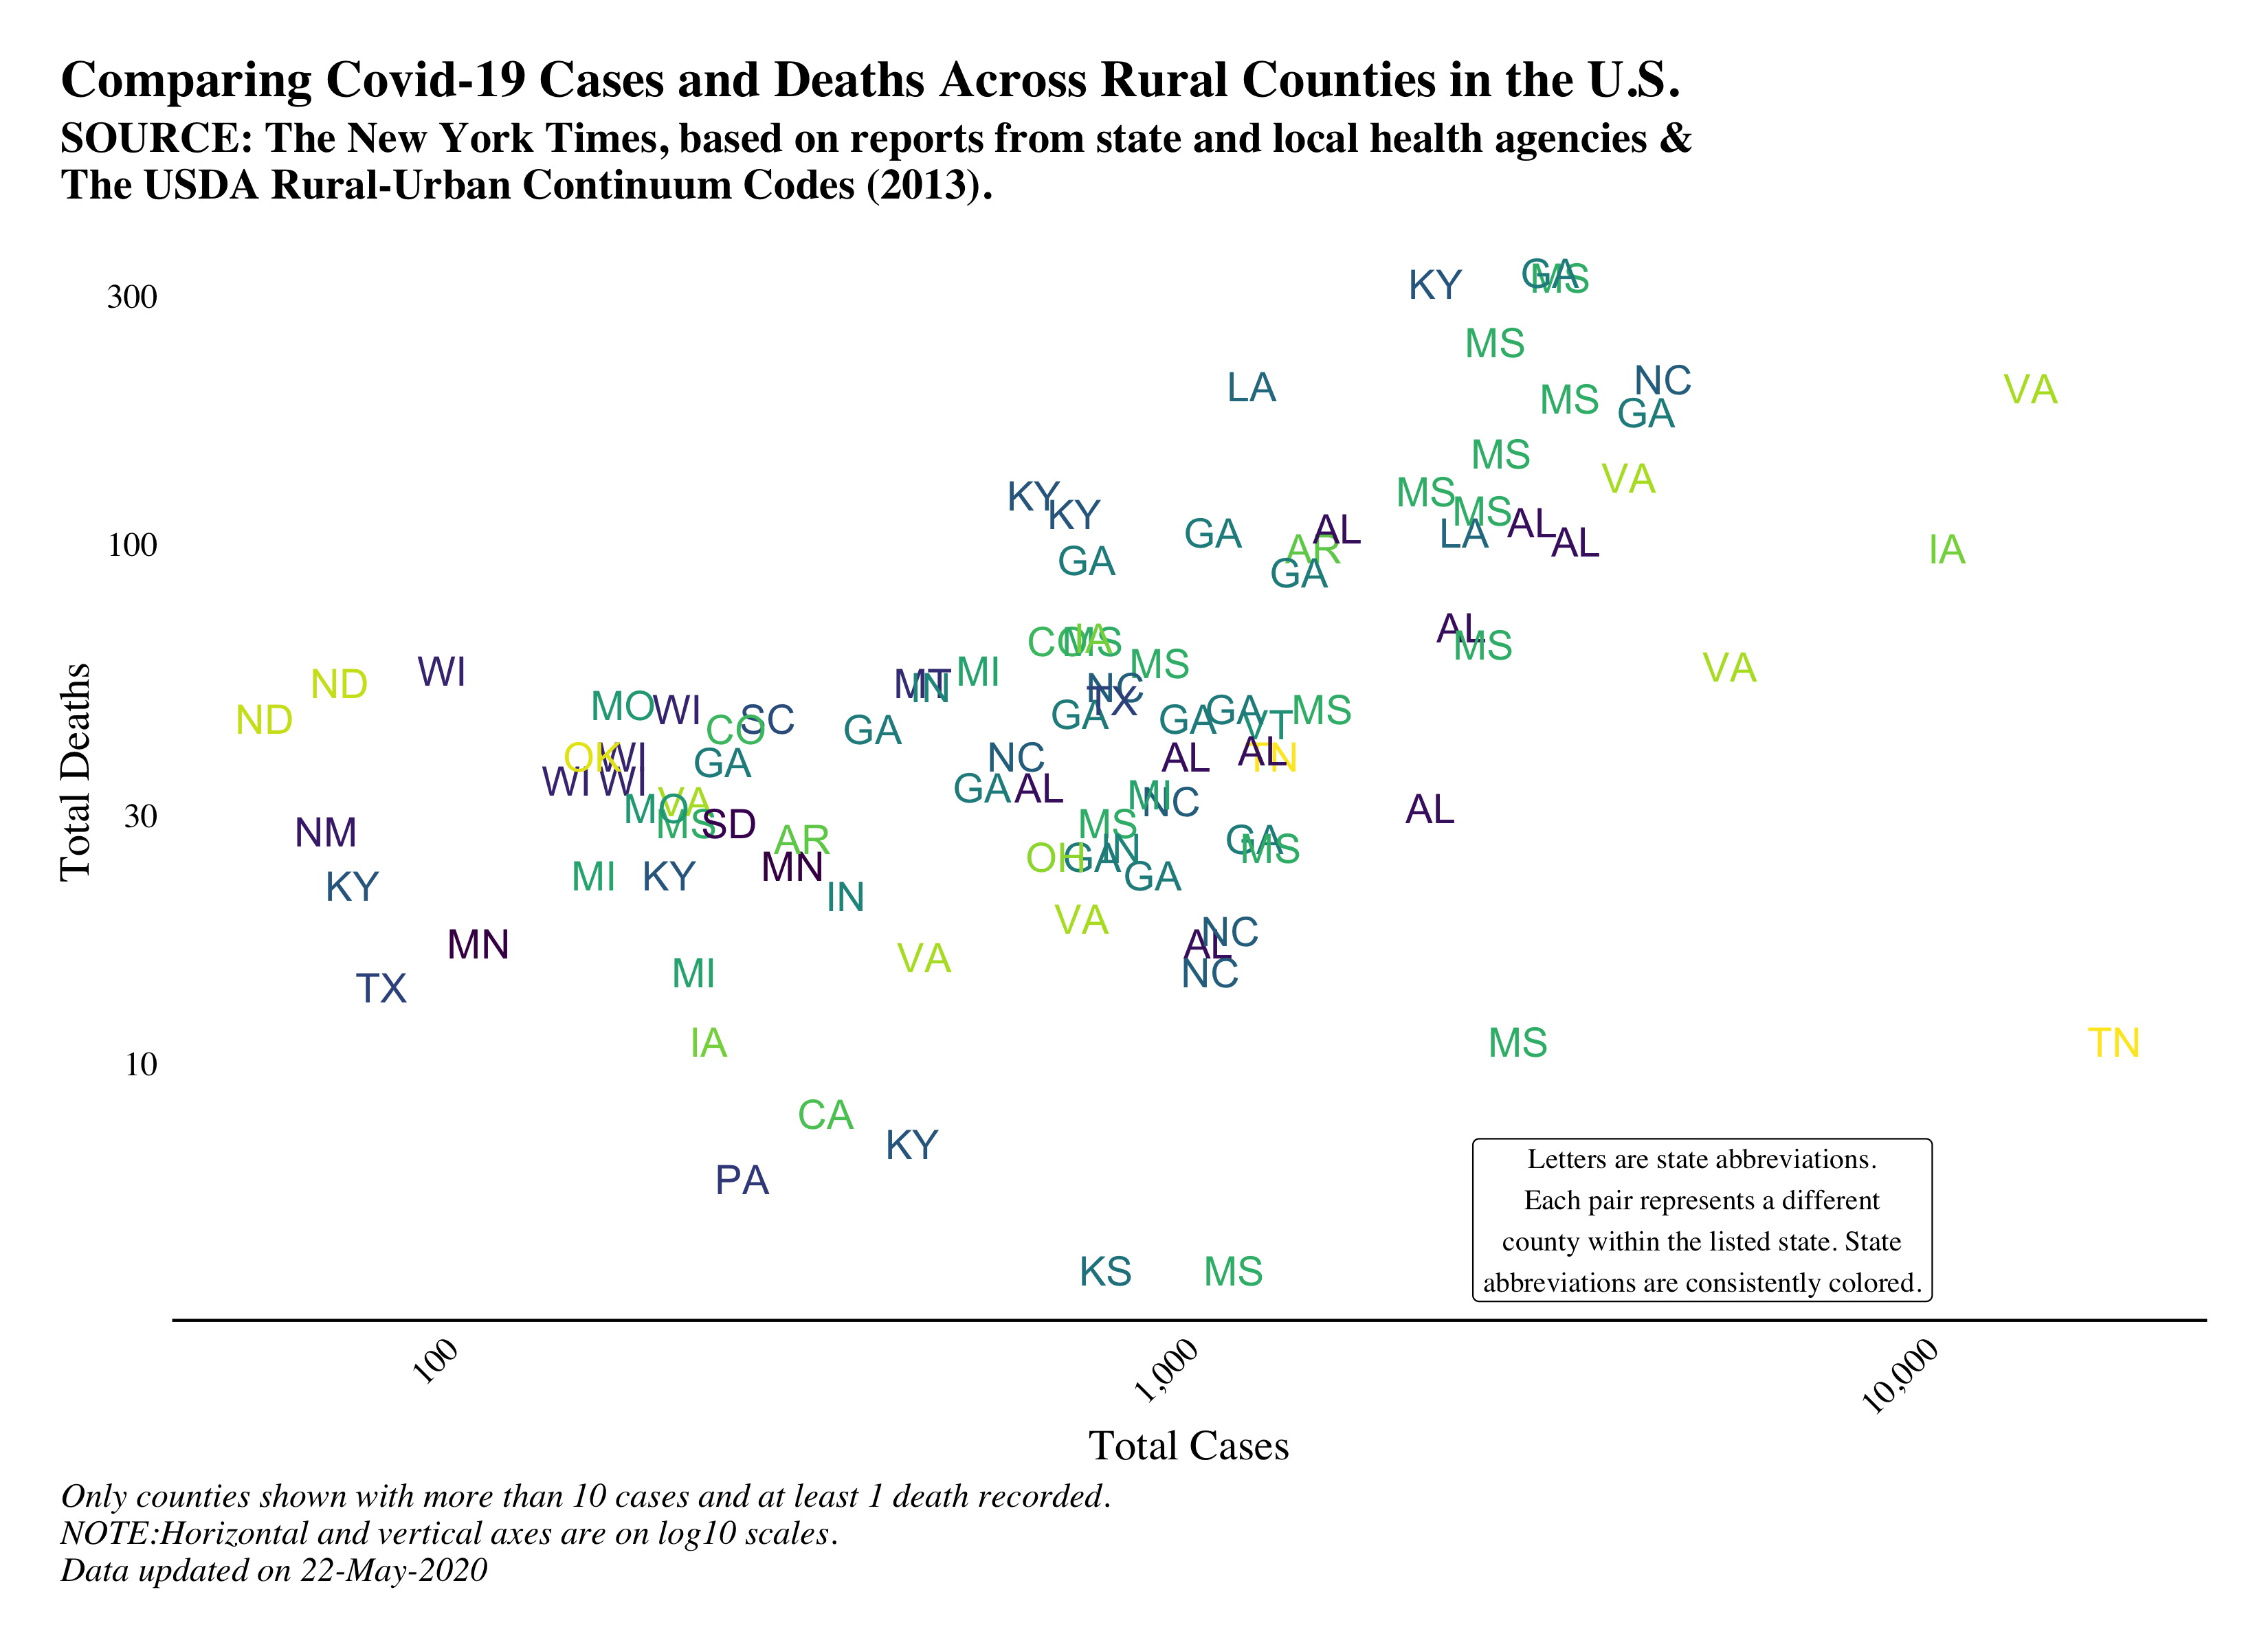 Comparing Covid-19 Cases and Deaths Across Rural Counties in the U.S.
SOURCE: The New York Times, based on reports from state and local health agencies &
The USDA Rural-Urban Continuum Codes (2013).
300
100
30
10
Total Deaths
KY
GA
MS
MS
LA
NC
VA
MS
GA
MS
VA
KY
MS
KY
MS
GA
AL
LA
AL
AL
GA
AR
IA
GA
AL
CO
MS
IA
MS
MS
VA
ND
WI
MT
IN
MI
NC
TX
ND
MO
WI
SC
CO
GA
GA
GA
GA
VT
MS
OK
WI
GA
NC
AL
AL
TN
WI
WI
GA
AL
MI
NC
MO
VA
MS
SD
AL
NM
AR
MS
IN
GA
MS
MI
KY
MN
OH
GA
GA
KY
IN
VA
NC
MN
VA
AL
TX
MI
NC
IA
MS
TN
CA
KY
PA
KS
MS
Letters are state abbreviations.
Each pair represents a different
county within the listed state. State
abbreviations are consistently colored.
100
1,000
10,000
Total Cases
Only counties shown with more than 10 cases and at least 1 death recorded.
NOTE:Horizontal and vertical axes are on log10 scales.
Data updated on 22-May-2020